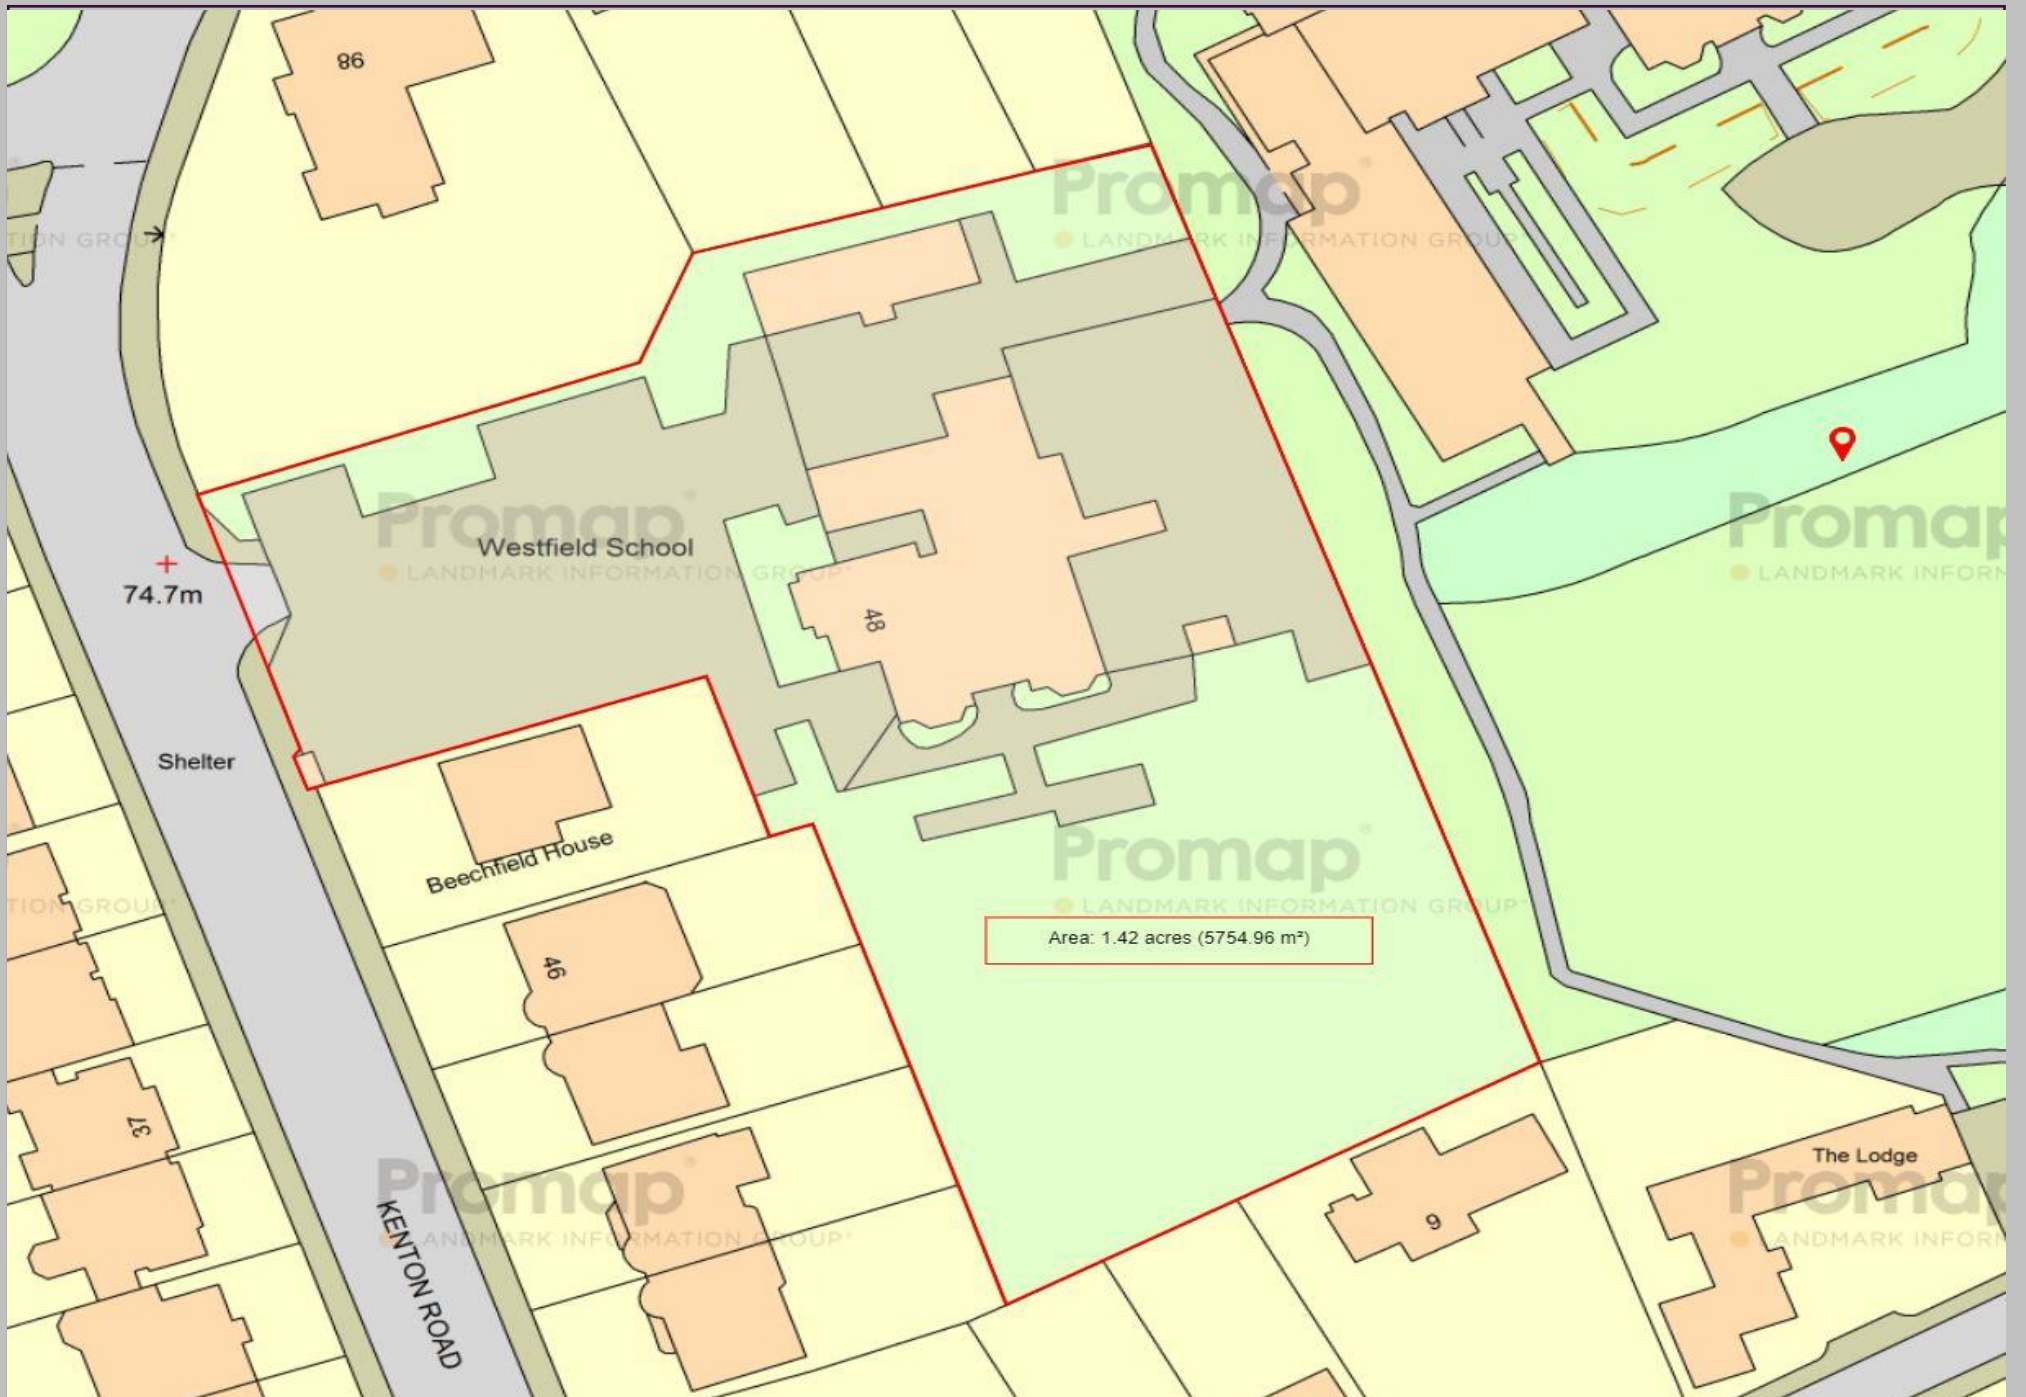 98
Promap
LANDMARK INFORMATION GROUP
TION GROUP
Promap
Westfield School
LANDMARK INFORMATION GROUP
Promap
LANDMARK INFORM
74.7m
48
Shelter
Beechfield House
Promap
LANDMARK INFORMATION GROUP
TION GROUP
Area: 1.42 acres (5754.96 m²)
46
37
The Lodge
Promap
LANDMARK INFORMATION GROUP
Promap
LANDMARK INFORM
9
KENTON ROAD